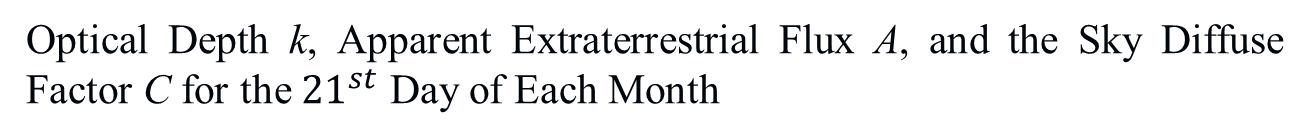 Optical Depth k, Apparent Extraterrestrial Flux A, and the Sky Diffuse
Factor C for the 21st Day of Each Month